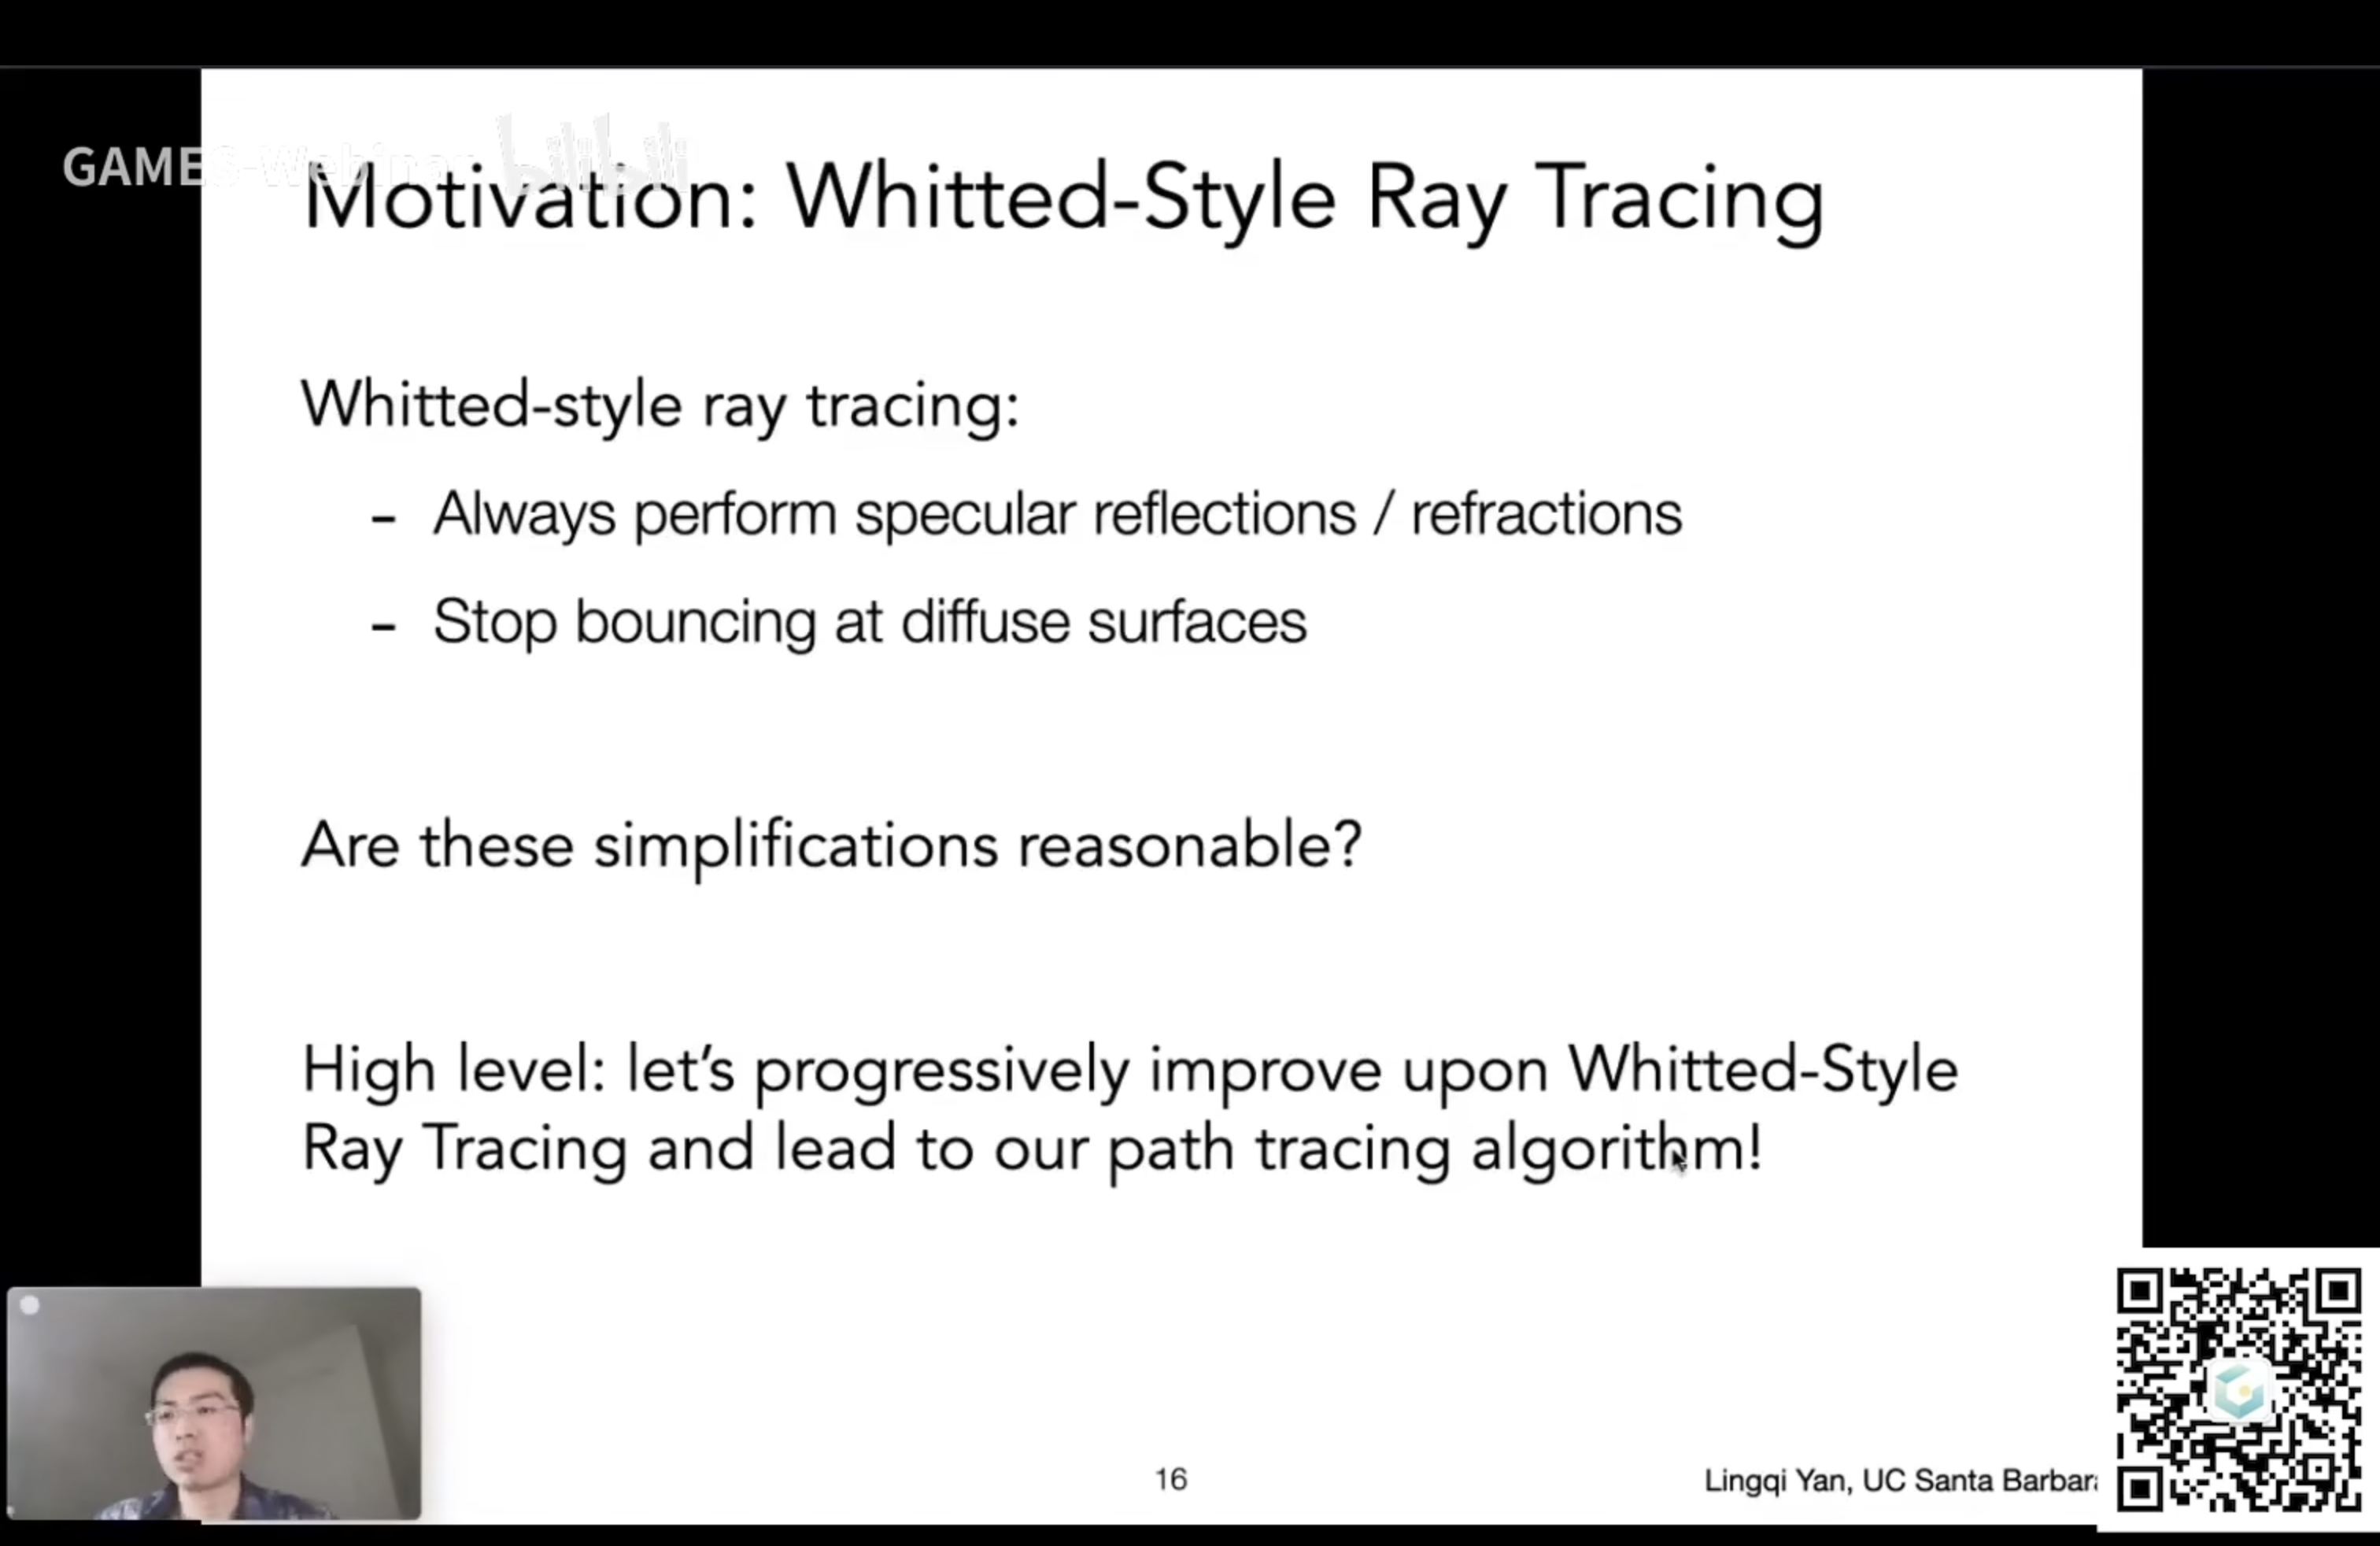 GAMES-Webinar bilibili
Motivation: Whitted-Style Ray Tracing
Whitted-style ray tracing:
- Always perform specular reflections / refractions
- Stop bouncing at diffuse surfaces
Are these simplifications reasonable?
High level: let’s progressively improve upon Whitted-Style
Ray Tracing and lead to our path tracing algorithm!
16
Lingqi Yan, UC Santa Barbara